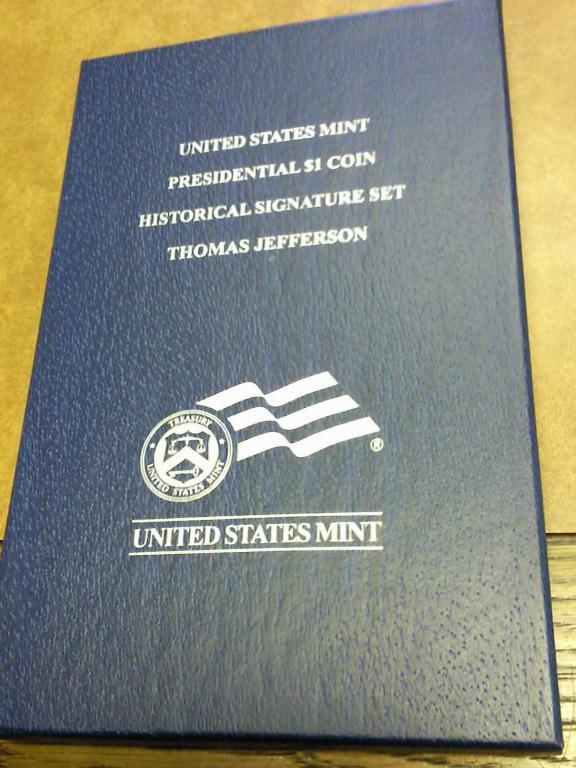 UNITED STATES MINT
PRESIDENTIAL $1 COIN
HISTORICAL SIGNATURE SET
THOMAS JEFFERSON
TREASURY
UNITED STATES MINT
®
UNITED STATES MINT